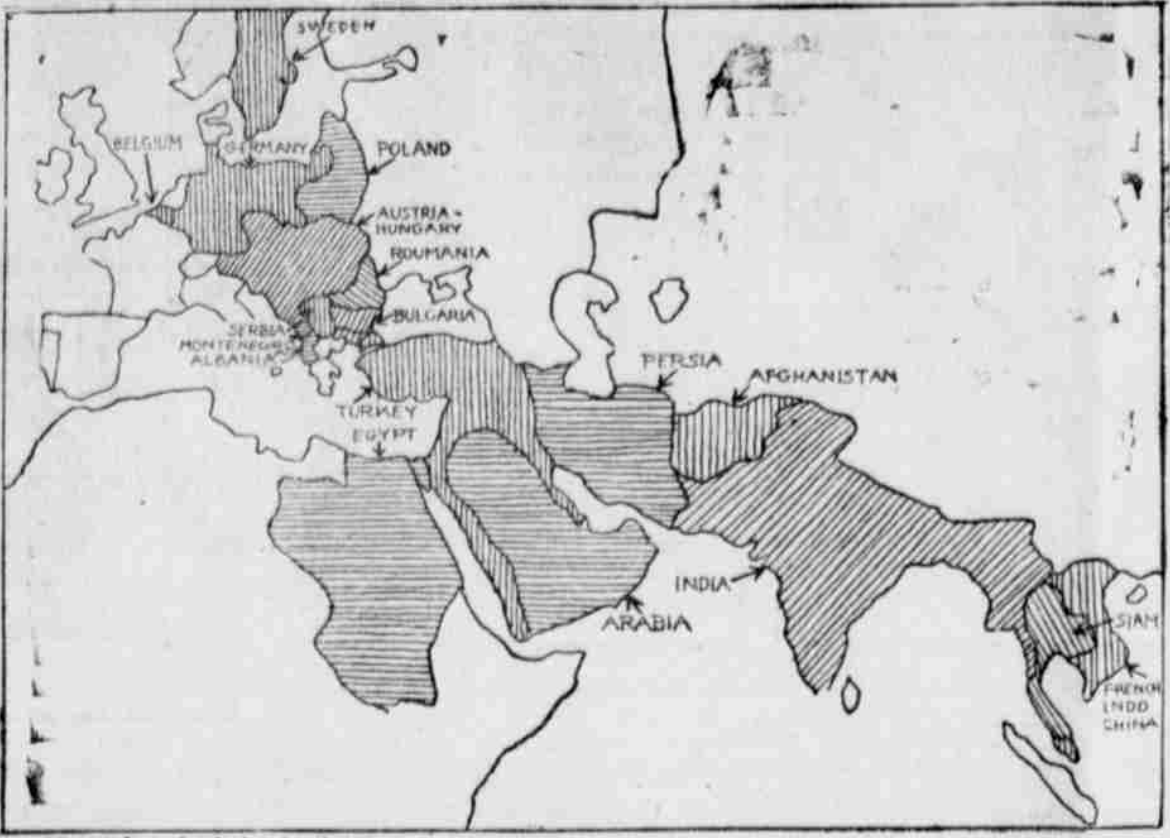 SWEDEN
BELGIUM
GERMANY
POLAND
AUSTRIA-
HUNGARY
ROUMANIA
BULGARIA
SERBIA
MONTENEGRO
ALBANIA
TURKEY
EGYPT
PERSIA
AFGHANISTAN
INDIA
ARABIA
SIAM
FRENCH
INDO
CHINA